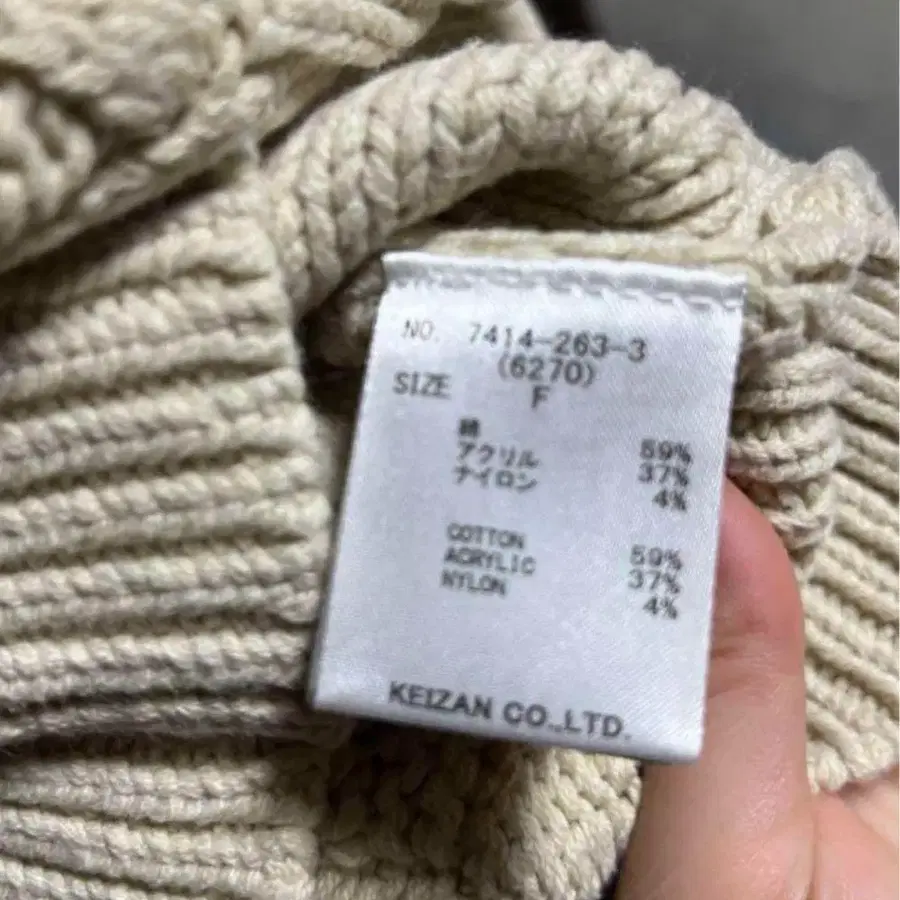 NO. 7414-263-3
(6270)
SIZE F
綿 59%
アクリル 37%
ナイロン 4%
COTTON 59%
ACRYLIC 37%
NYLON 4%
KEIZAN CO.,LTD.